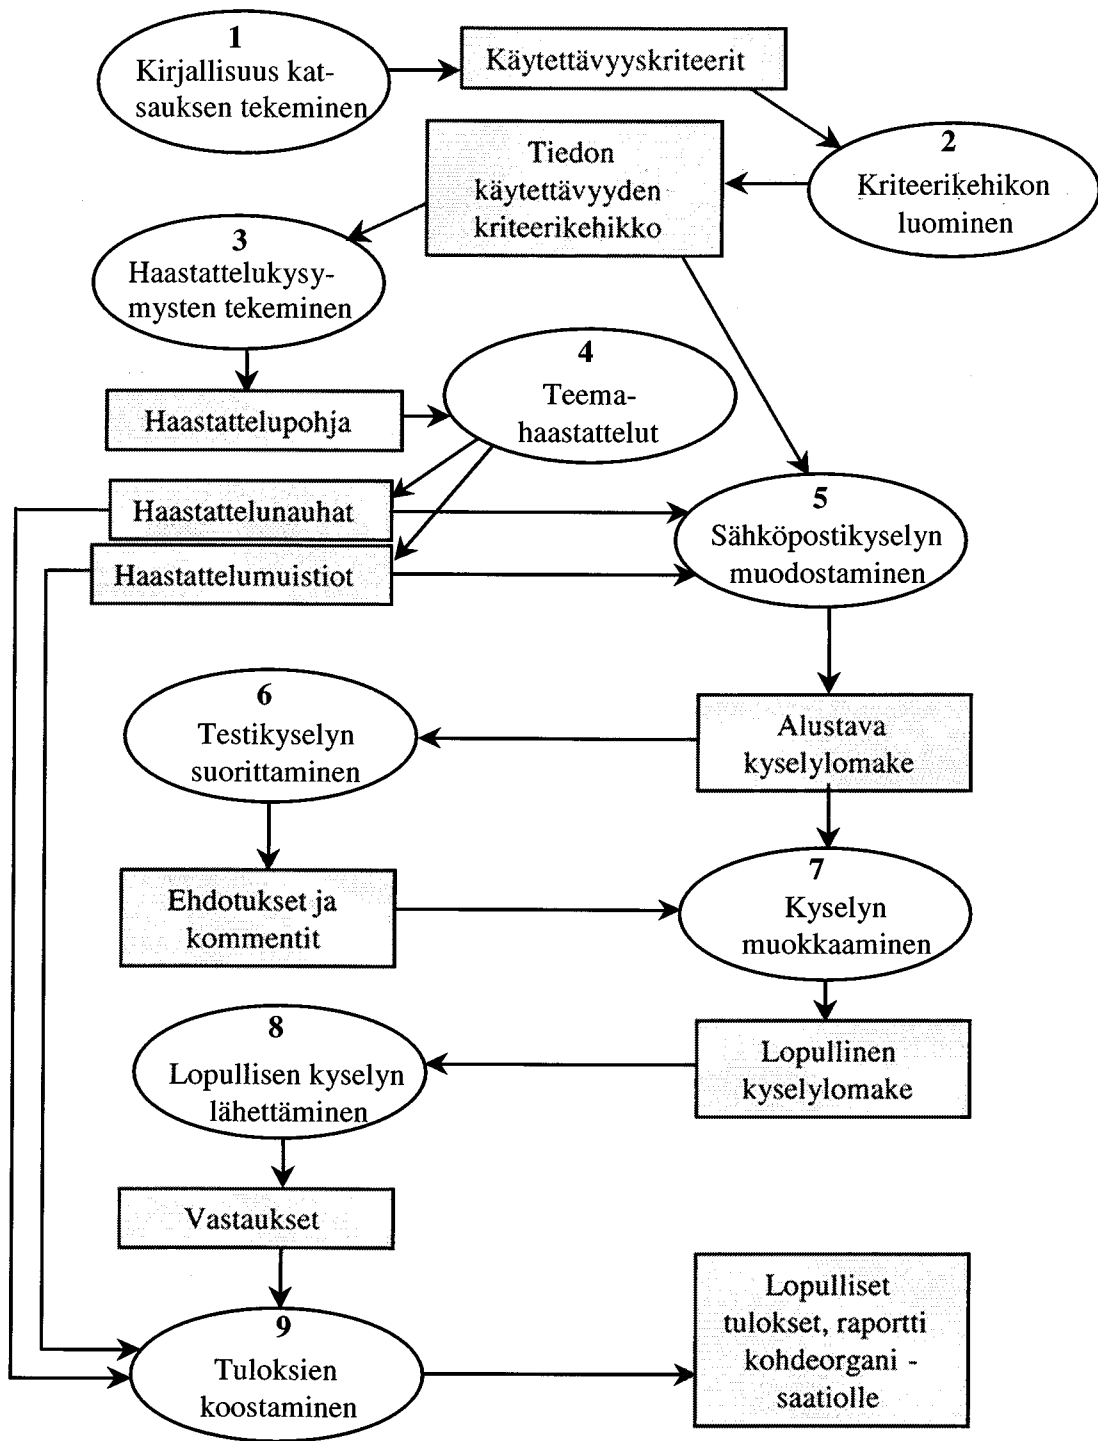 1
Kirjallisuus kat-
sauksen tekeminen
Käytettävyyskriteerit
2
Kriteerikehikon
luominen
Tiedon
käytettävyyden
kriteerikehikko
3
Haastattelukysy-
mysten tekeminen
4
Teema-
haastattelut
Haastattelupohja
Haastattelunauhat
Haastattelumuistiot
5
Sähköpostikyselyn
muodostaminen
6
Testikyselyn
suorittaminen
Alustava
kyselylomake
Ehdotukset ja
kommentit
7
Kyselyn
muokkaaminen
8
Lopullisen kyselyn
lähettäminen
Lopullinen
kyselylomake
Vastaukset
9
Tuloksien
koostaminen
Lopulliset
tulokset, raportti
kohdeorgani -
saatiolle